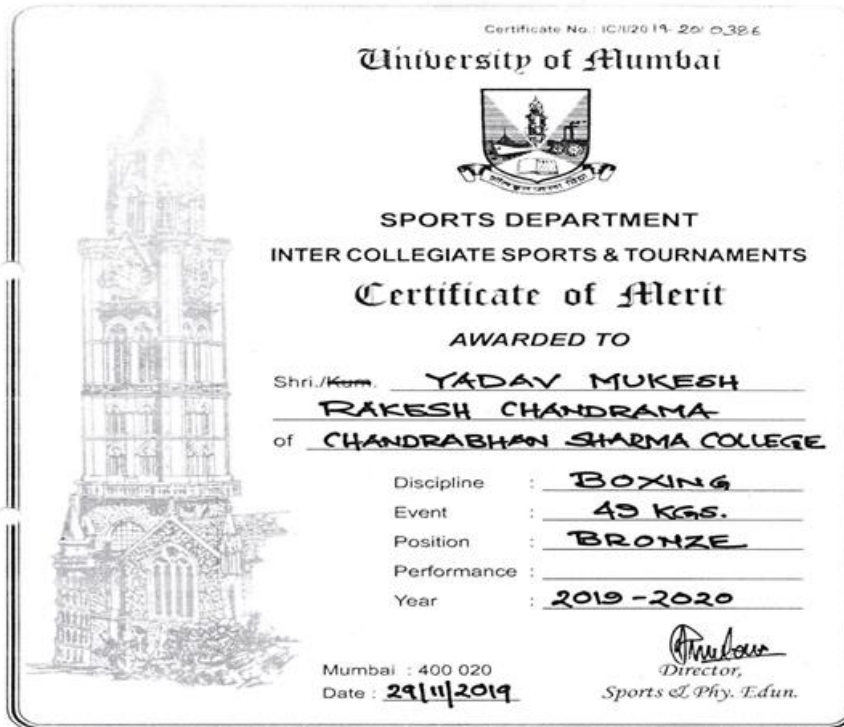 Certificate No.: IC/I/2019-20/0386
University of Mumbai
SPORTS DEPARTMENT
INTER COLLEGIATE SPORTS & TOURNAMENTS
Certificate of Merit
AWARDED TO
Shri./Kum. YADAV MUKESH
RAKESH CHANDRAMA
of CHANDRABHAN SHARMA COLLEGE
Discipline : BOXING
Event : 49 KGS.
Position : BRONZE
Performance :
Year : 2019-2020
Mumbai : 400 020
Date : 29/11/2019
Director,
Sports & Phy. Edun.